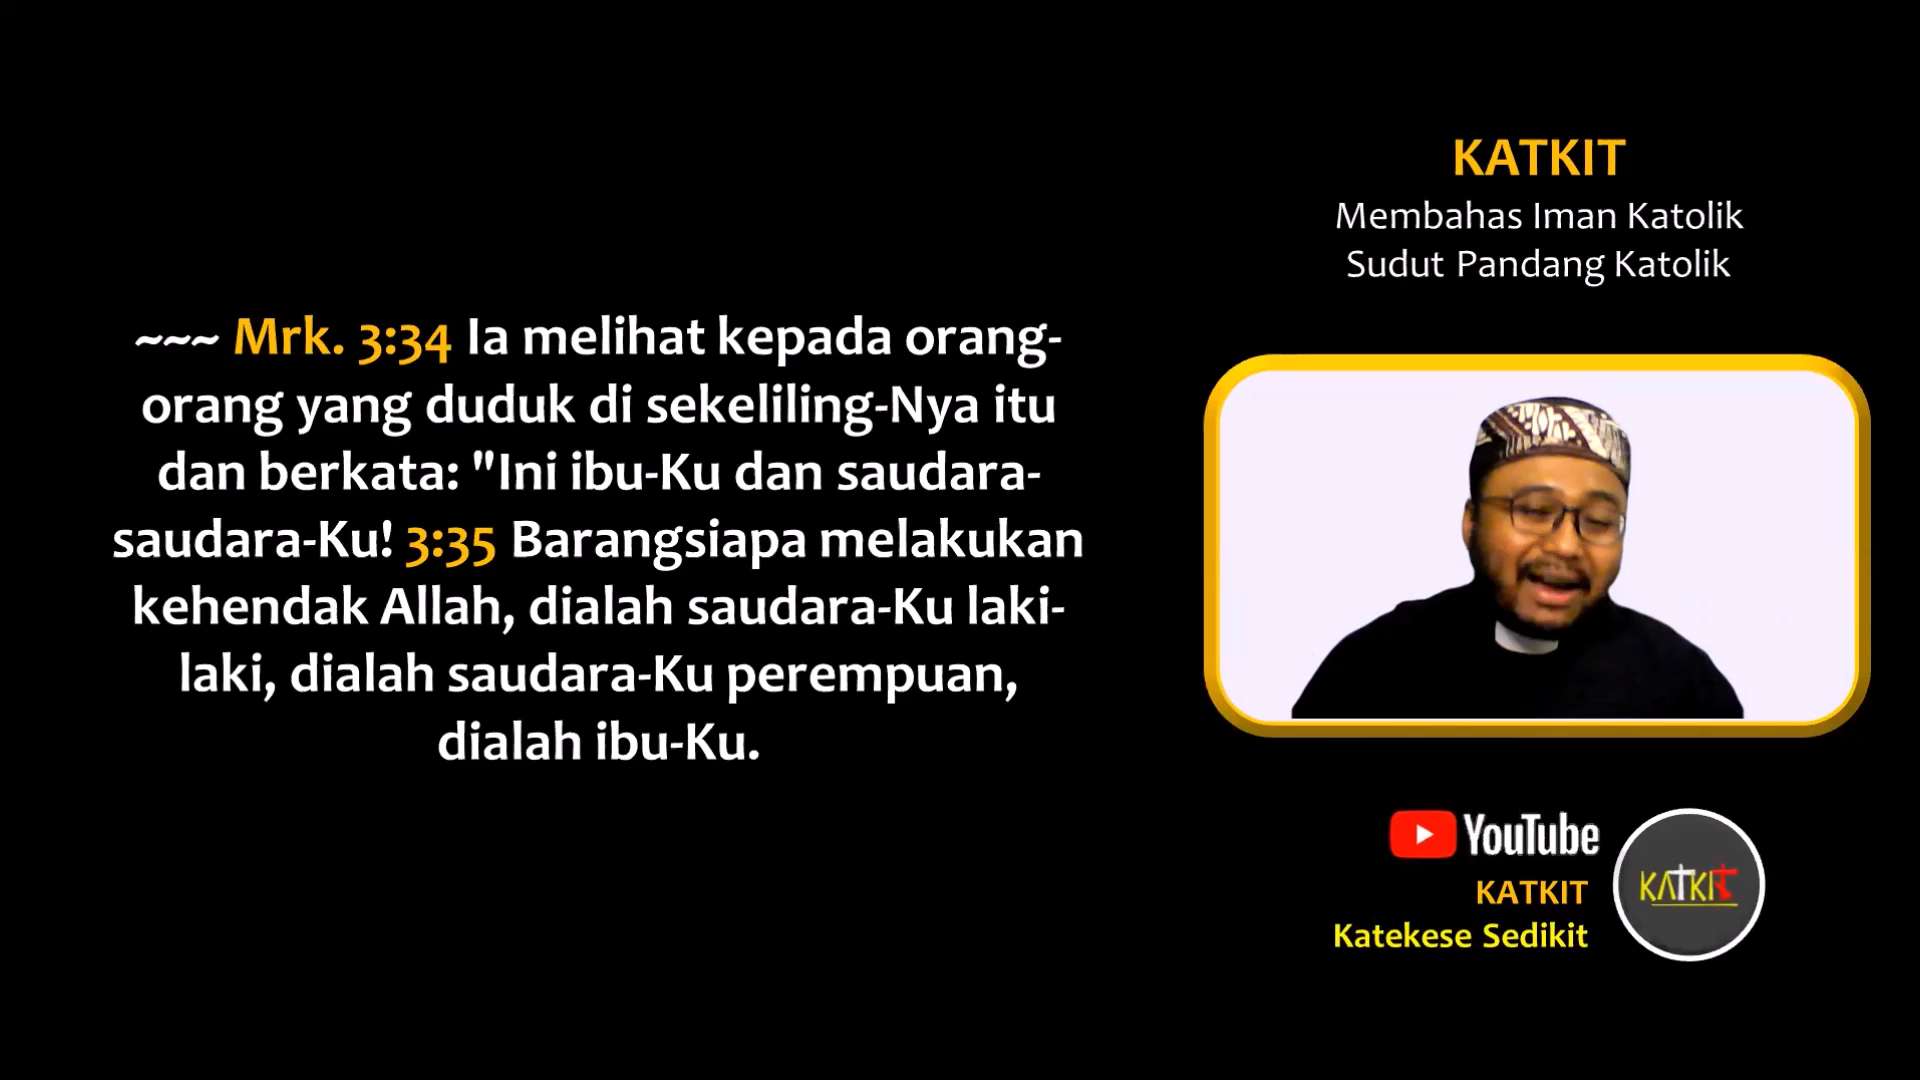 ~~~ Mrk. 3:34 Ia melihat kepada orang-
orang yang duduk di sekeliling-Nya itu
dan berkata: "Ini ibu-Ku dan saudara-
saudara-Ku! 3:35 Barangsiapa melakukan
kehendak Allah, dialah saudara-Ku laki-
laki, dialah saudara-Ku perempuan,
dialah ibu-Ku.
KATKIT
Membahas Iman Katolik
Sudut Pandang Katolik
YouTube
KATKIT
Katekese Sedikit
KATKIT